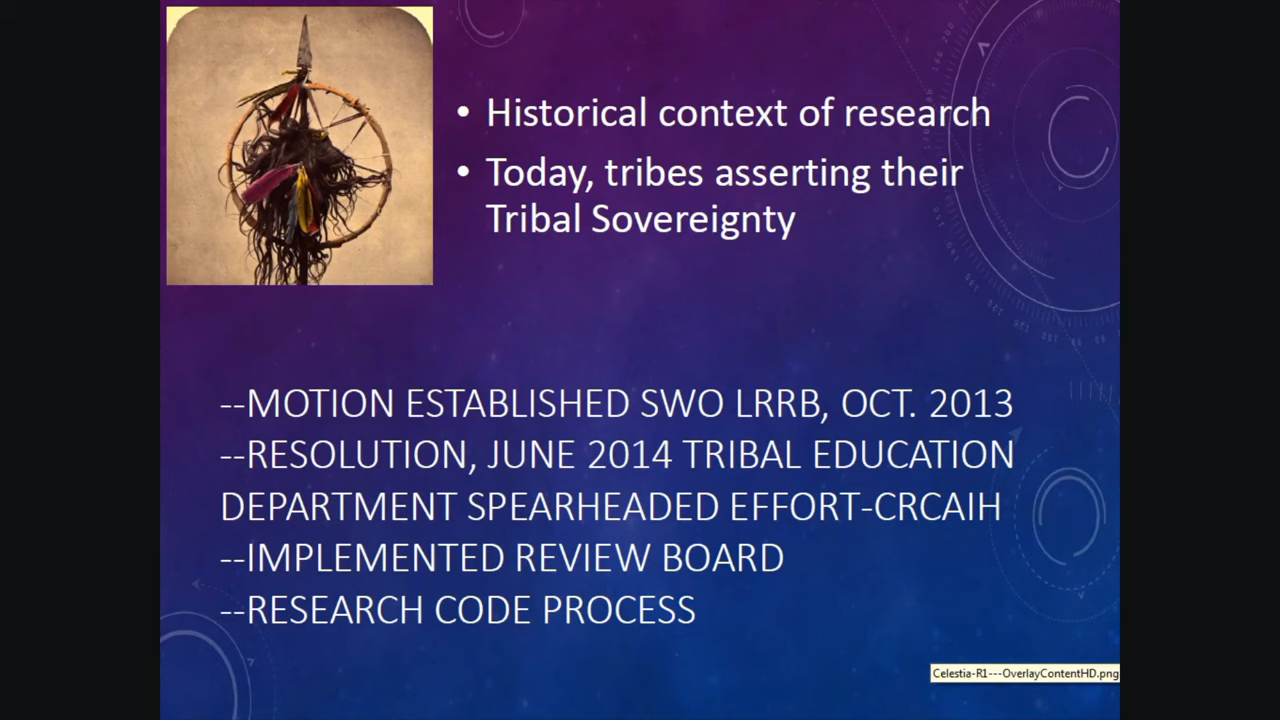 • Historical context of research
• Today, tribes asserting their
Tribal Sovereignty
--MOTION ESTABLISHED SWO LRRB, OCT. 2013
--RESOLUTION, JUNE 2014 TRIBAL EDUCATION
DEPARTMENT SPEARHEADED EFFORT-CRCAIH
--IMPLEMENTED REVIEW BOARD
--RESEARCH CODE PROCESS
Celestia-R1---OverlayContentHD.png